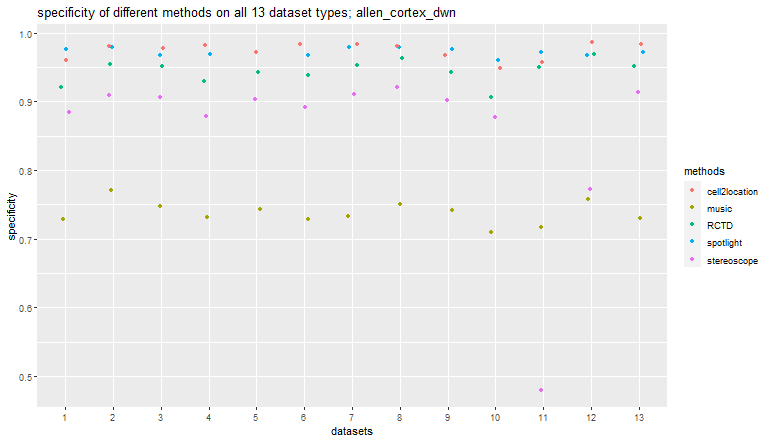 specificity of different methods on all 13 dataset types; allen_cortex_dwn
1.0
0.9
0.8
0.7
0.6
0.5
specificity
1 2 3 4 5 6 7 8 9 10 11 12 13
datasets
methods
cell2location
music
RCTD
spotlight
stereoscope